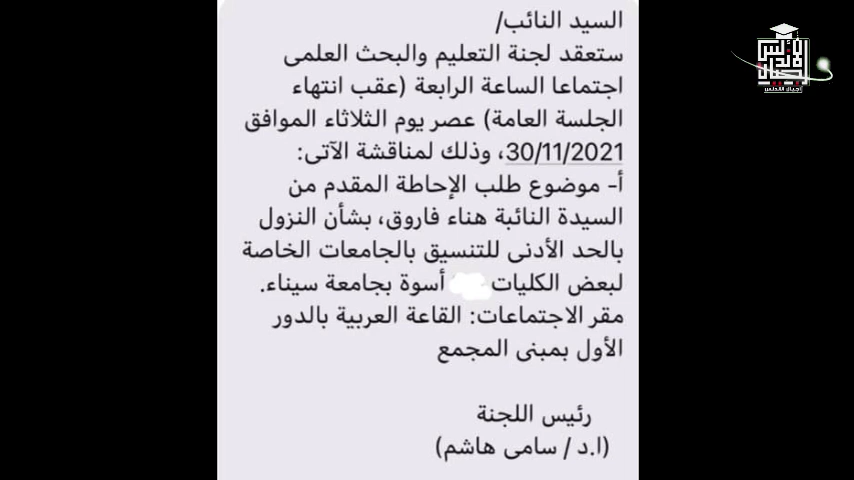 السيد النائب/
ستعقد لجنة التعليم والبحث العلمى
اجتماعا الساعة الرابعة (عقب انتهاء
الجلسة العامة) عصر يوم الثلاثاء الموافق
30/11/2021، وذلك لمناقشة الآتى:
أ- موضوع طلب الإحاطة المقدم من
السيدة النائبة هناء فاروق، بشأن النزول
بالحد الأدنى للتنسيق بالجامعات الخاصة
لبعض الكليات أسوة بجامعة سيناء.
مقر الاجتماعات: القاعة العربية بالدور
الأول بمبنى المجمع
رئيس اللجنة
(ا.د / سامى هاشم)
أجيال الأندلس